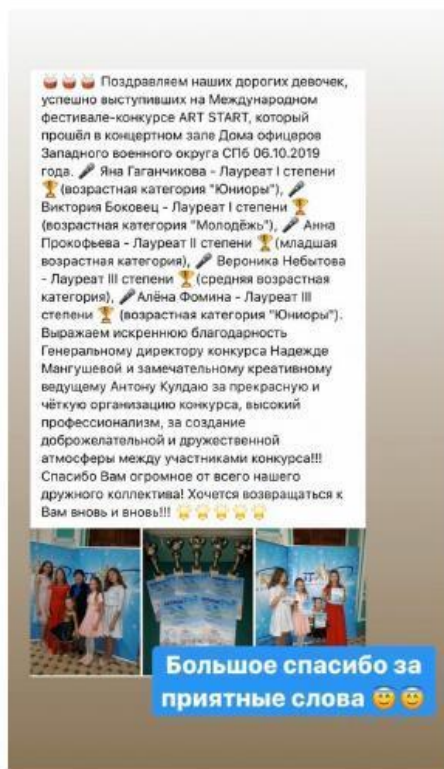 🥁🥁🥁 Поздравляем наших дорогих девочек,
успешно выступивших на Международном
фестивале-конкурсе ART START, который
прошёл в концертном зале Дома офицеров
Западного военного округа СПб 06.10.2019
года. 🎤 Яна Гаганчикова - Лауреат I степени
🏆(возрастная категория "Юниоры"), 🎤
Виктория Боковец - Лауреат I степени 🏆
(возрастная категория "Молодёжь"), 🎤 Анна
Прокофьева - Лауреат II степени 🏆(младшая
возрастная категория), 🎤 Вероника Небытова
- Лауреат III степени 🏆(средняя возрастная
категория), 🎤Алёна Фомина - Лауреат III
степени 🏆 (возрастная категория "Юниоры").
Выражаем искреннюю благодарность
Генеральному директору конкурса Надежде
Мангушевой и замечательному креативному
ведущему Антону Кулдаю за прекрасную и
чёткую организацию конкурса, высокий
профессионализм, за создание
доброжелательной и дружественной
атмосферы между участниками конкурса!!!
Спасибо Вам огромное от всего нашего
дружного коллектива! Хочется возвращаться к
Вам вновь и вновь!!! 🌟🌟🌟🌟🌟
Большое спасибо за
приятные слова 😇😇